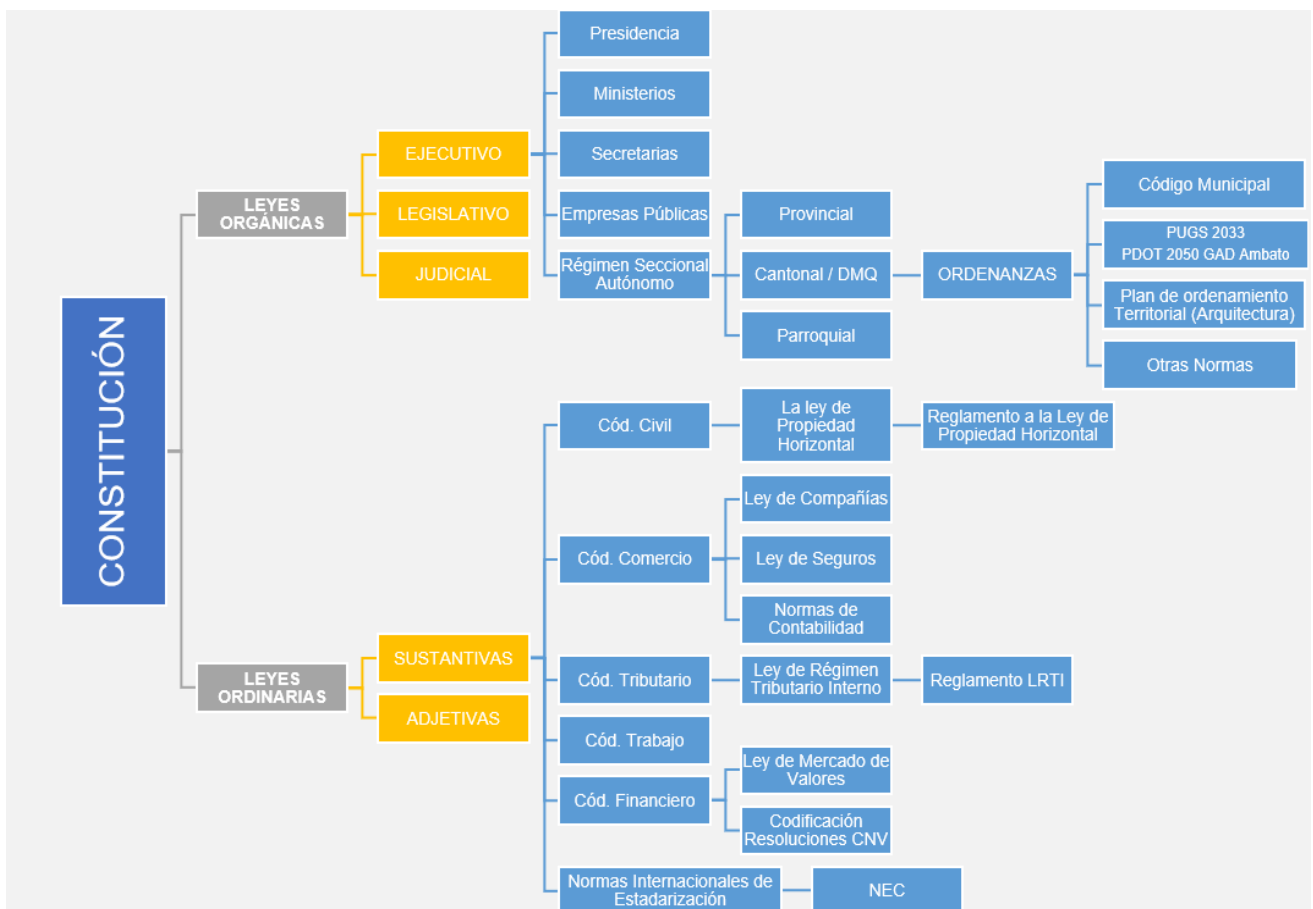 CONSTITUCIÓN
LEYES
ORGÁNICAS
EJECUTIVO
Presidencia
Ministerios
Secretarias
Empresas Públicas
Régimen Seccional
Autónomo
Provincial
Cantonal / DMQ
ORDENANZAS
Código Municipal
PUGS 2033
PDOT 2050 GAD Ambato
Plan de ordenamiento
Territorial (Arquitectura)
Otras Normas
Parroquial
LEGISLATIVO
JUDICIAL
LEYES
ORDINARIAS
SUSTANTIVAS
Cód. Civil
La ley de
Propiedad
Horizontal
Reglamento a la Ley de
Propiedad Horizontal
Cód. Comercio
Ley de Compañías
Ley de Seguros
Normas de
Contabilidad
Cód. Tributario
Ley de Régimen
Tributario Interno
Reglamento LRTI
Cód. Trabajo
Cód. Financiero
Ley de Mercado de
Valores
Codificación
Resoluciones CNV
Normas Internacionales de
Estadarización
NEC
ADJETIVAS